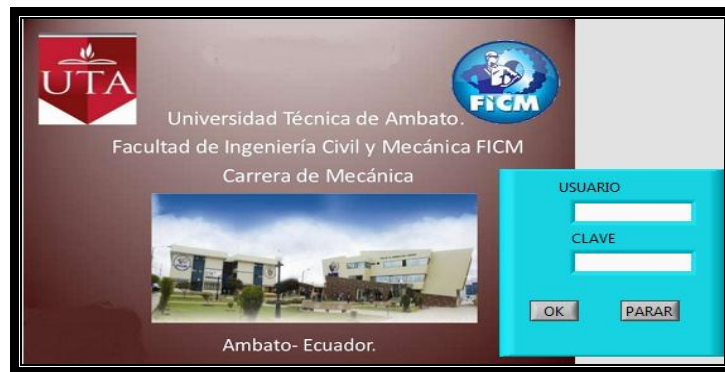 UTA
FICM
Universidad Técnica de Ambato.
Facultad de Ingeniería Civil y Mecánica FICM
Carrera de Mecánica
Ambato- Ecuador.
USUARIO
CLAVE
OK PARAR